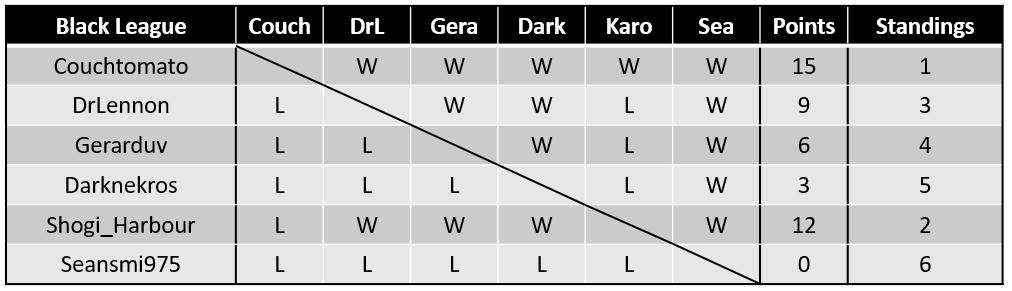 Black League Couch DrL Gera Dark Karo Sea Points Standings
Couchtomato W W W W W 15 1
DrLennon L W W L W 9 3
Gerarduv L L W L W 6 4
Darknekros L L L L W 3 5
Shogi_Harbour L W W W W 12 2
Seansmi975 L L L L L 0 6